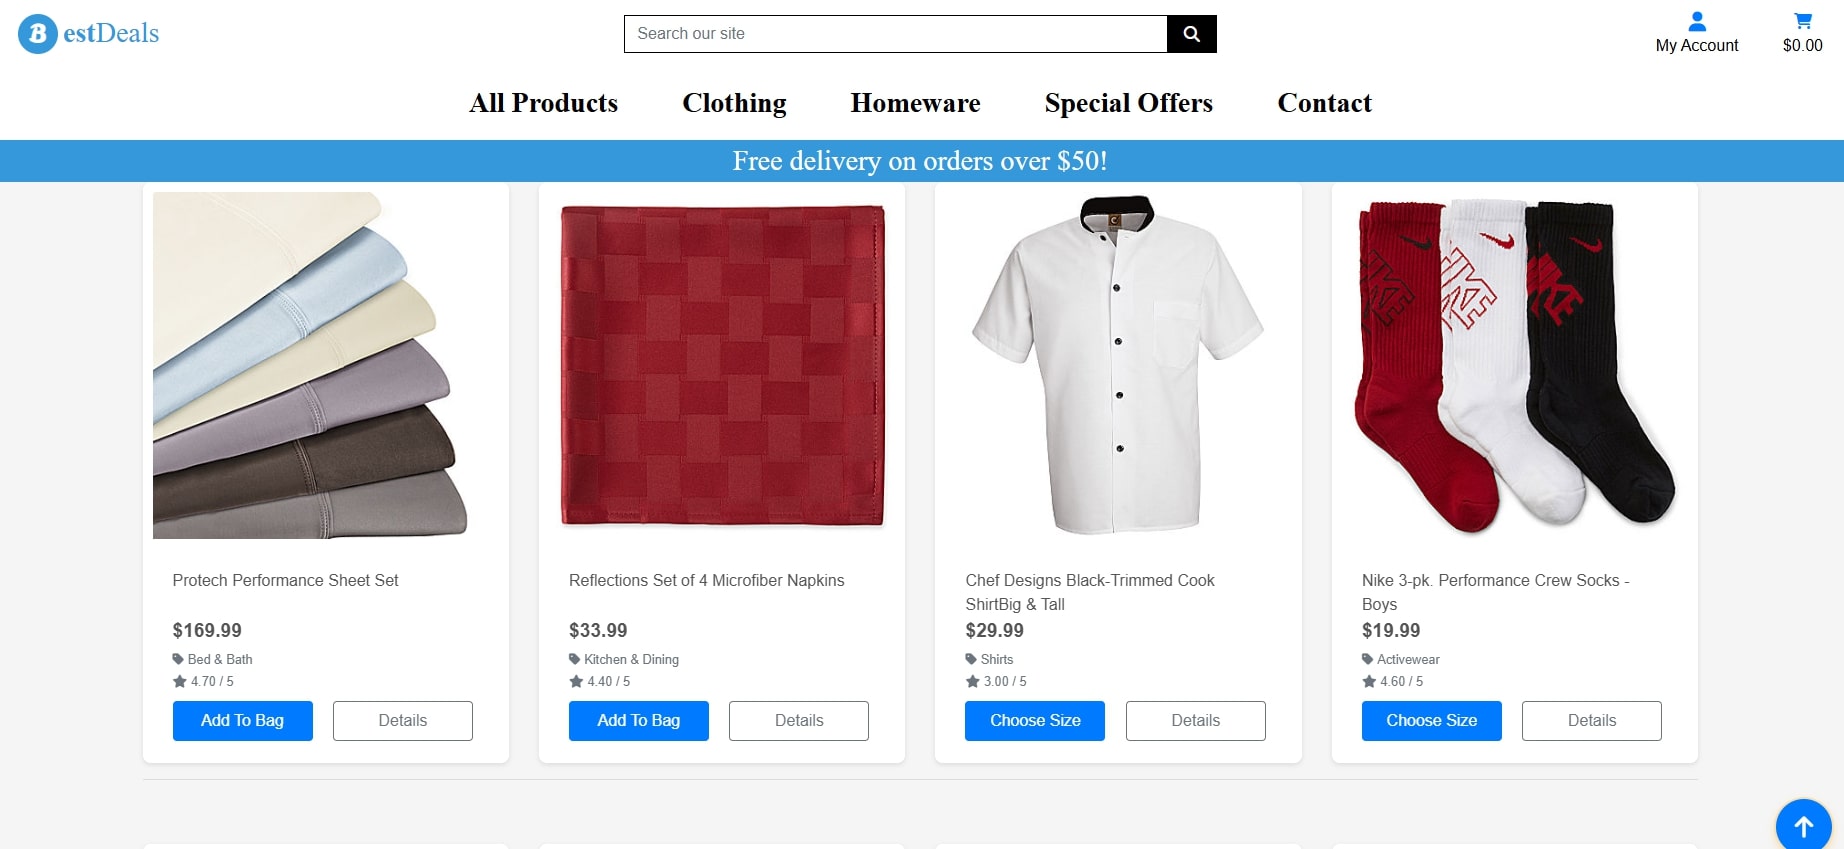 BestDeals
Search our site
My Account
$0.00
All Products
Clothing
Homeware
Special Offers
Contact
Free delivery on orders over $50!
Protech Performance Sheet Set
$169.99
Bed & Bath
4.70 / 5
Add To Bag
Details
Reflections Set of 4 Microfiber Napkins
$33.99
Kitchen & Dining
4.40 / 5
Add To Bag
Details
C
Chef Designs Black-Trimmed Cook
ShirtBig & Tall
$29.99
Shirts
3.00 / 5
Choose Size
Details
NIKE
NIKE
NIKE
Nike 3-pk. Performance Crew Socks -
Boys
$19.99
Activewear
4.60 / 5
Choose Size
Details